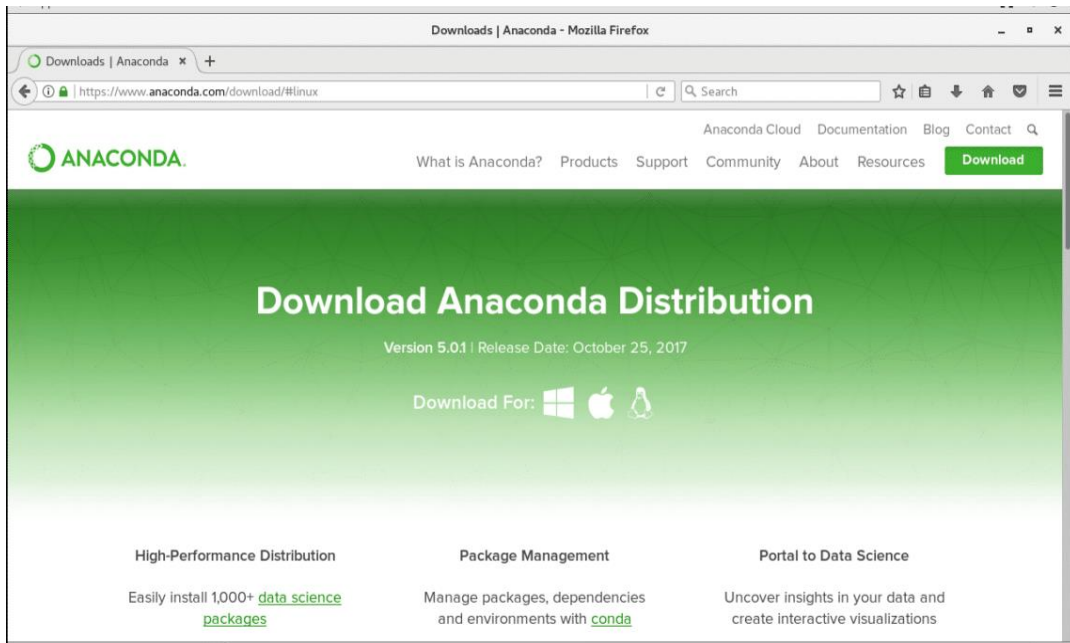 Downloads | Anaconda - Mozilla Firefox
Downloads | Anaconda × +
https://www.anaconda.com/download/#linux
Search
Anaconda Cloud Documentation Blog Contact
ANACONDA.
What is Anaconda? Products Support Community About Resources Download
Download Anaconda Distribution
Version 5.0.1 | Release Date: October 25, 2017
Download For:
High-Performance Distribution
Easily install 1,000+ data science
packages
Package Management
Manage packages, dependencies
and environments with conda
Portal to Data Science
Uncover insights in your data and
create interactive visualizations